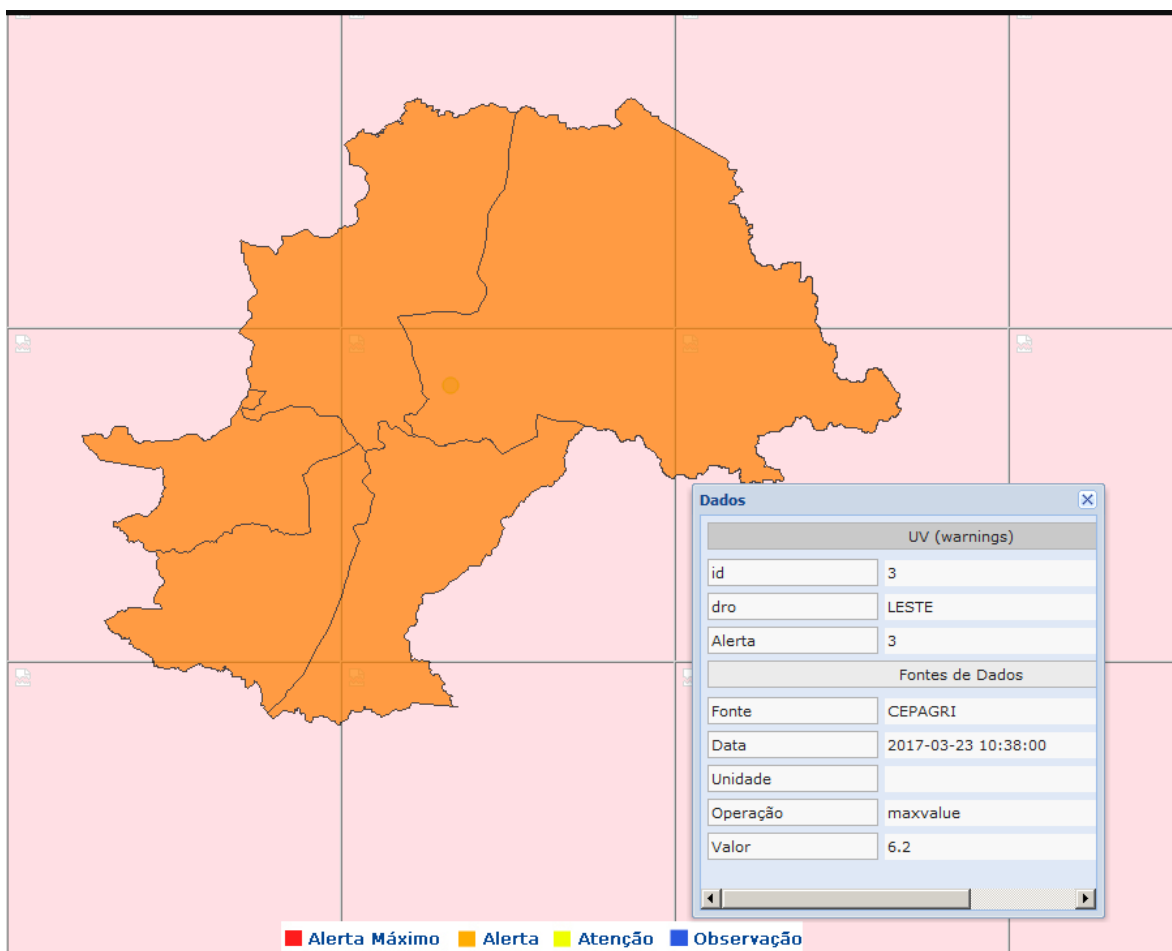 Dados
UV (warnings)
id 3
dro LESTE
Alerta 3
Fontes de Dados
Fonte CEPAGRI
Data 2017-03-23 10:38:00
Unidade
Operação maxvalue
Valor 6.2
Alerta Máximo Alerta Atenção Observação